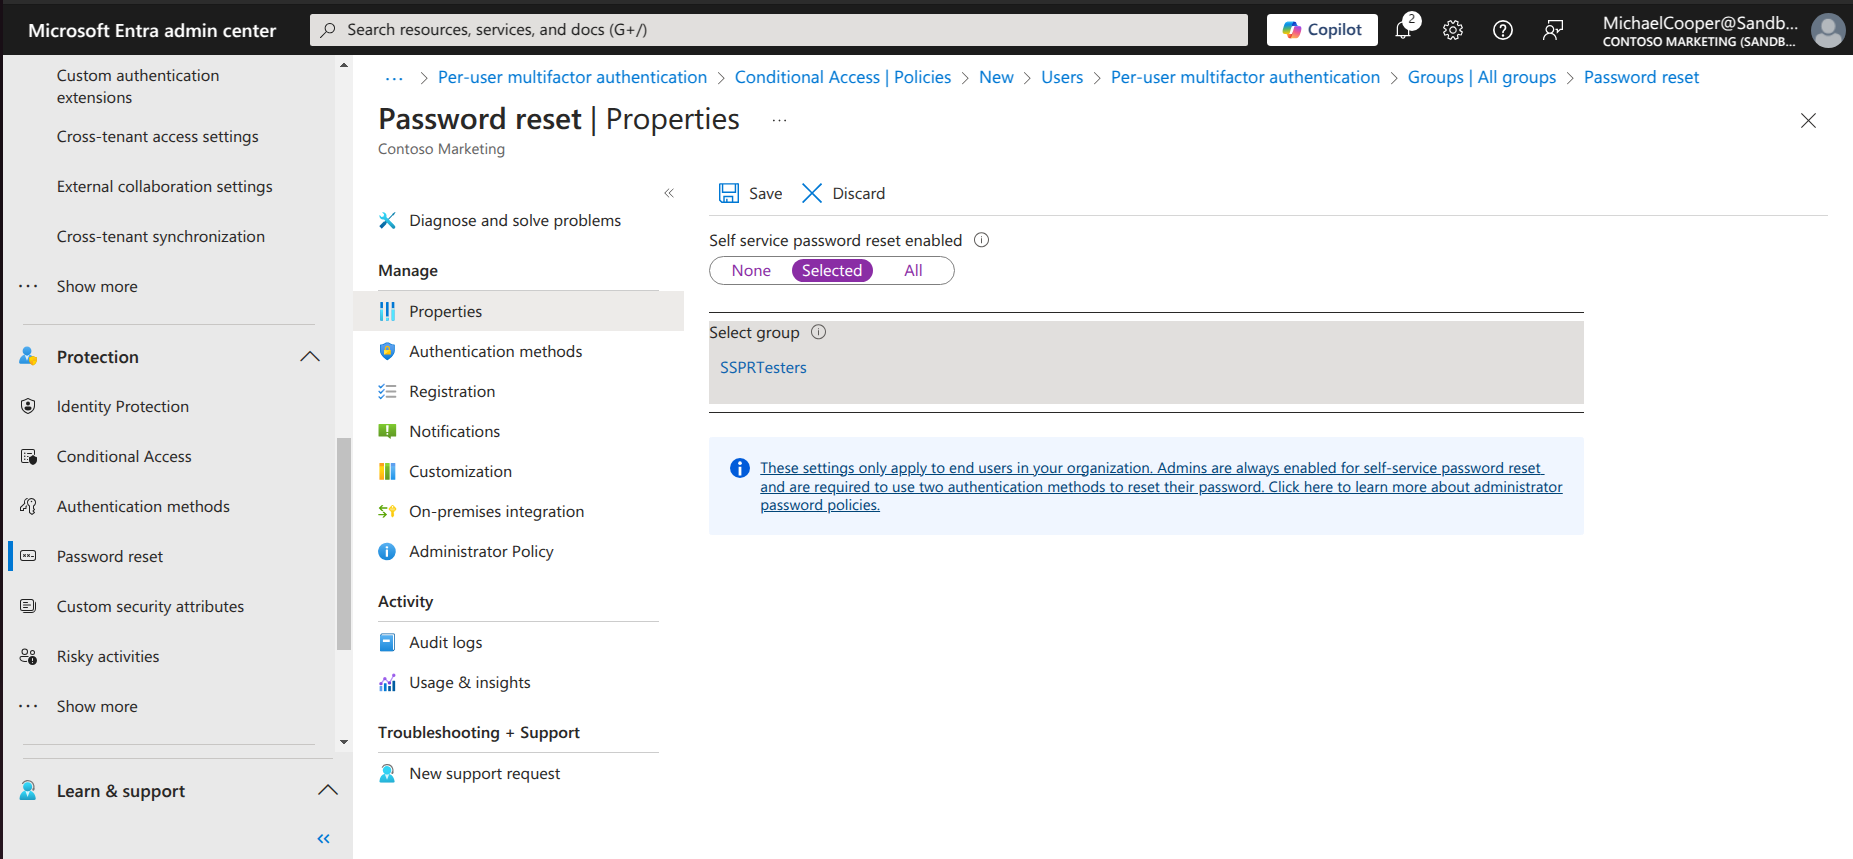 Microsoft Entra admin center
Search resources, services, and docs (G+/)
Copilot
2
MichaelCooper@Sandb...
CONTOSO MARKETING (SANDB...
Custom authentication
extensions
Cross-tenant access settings
External collaboration settings
Cross-tenant synchronization
Show more
Protection
Identity Protection
Conditional Access
Authentication methods
Password reset
Custom security attributes
Risky activities
Show more
Learn & support
... > Per-user multifactor authentication > Conditional Access | Policies > New > Users > Per-user multifactor authentication > Groups | All groups > Password reset
Password reset | Properties ...
Contoso Marketing
Diagnose and solve problems
Manage
Properties
Authentication methods
Registration
Notifications
Customization
On-premises integration
Administrator Policy
Activity
Audit logs
Usage & insights
Troubleshooting + Support
New support request
Save Discard
Self service password reset enabled
None Selected All
Select group
SSPRTesters
These settings only apply to end users in your organization. Admins are always enabled for self-service password reset
and are required to use two authentication methods to reset their password. Click here to learn more about administrator
password policies.